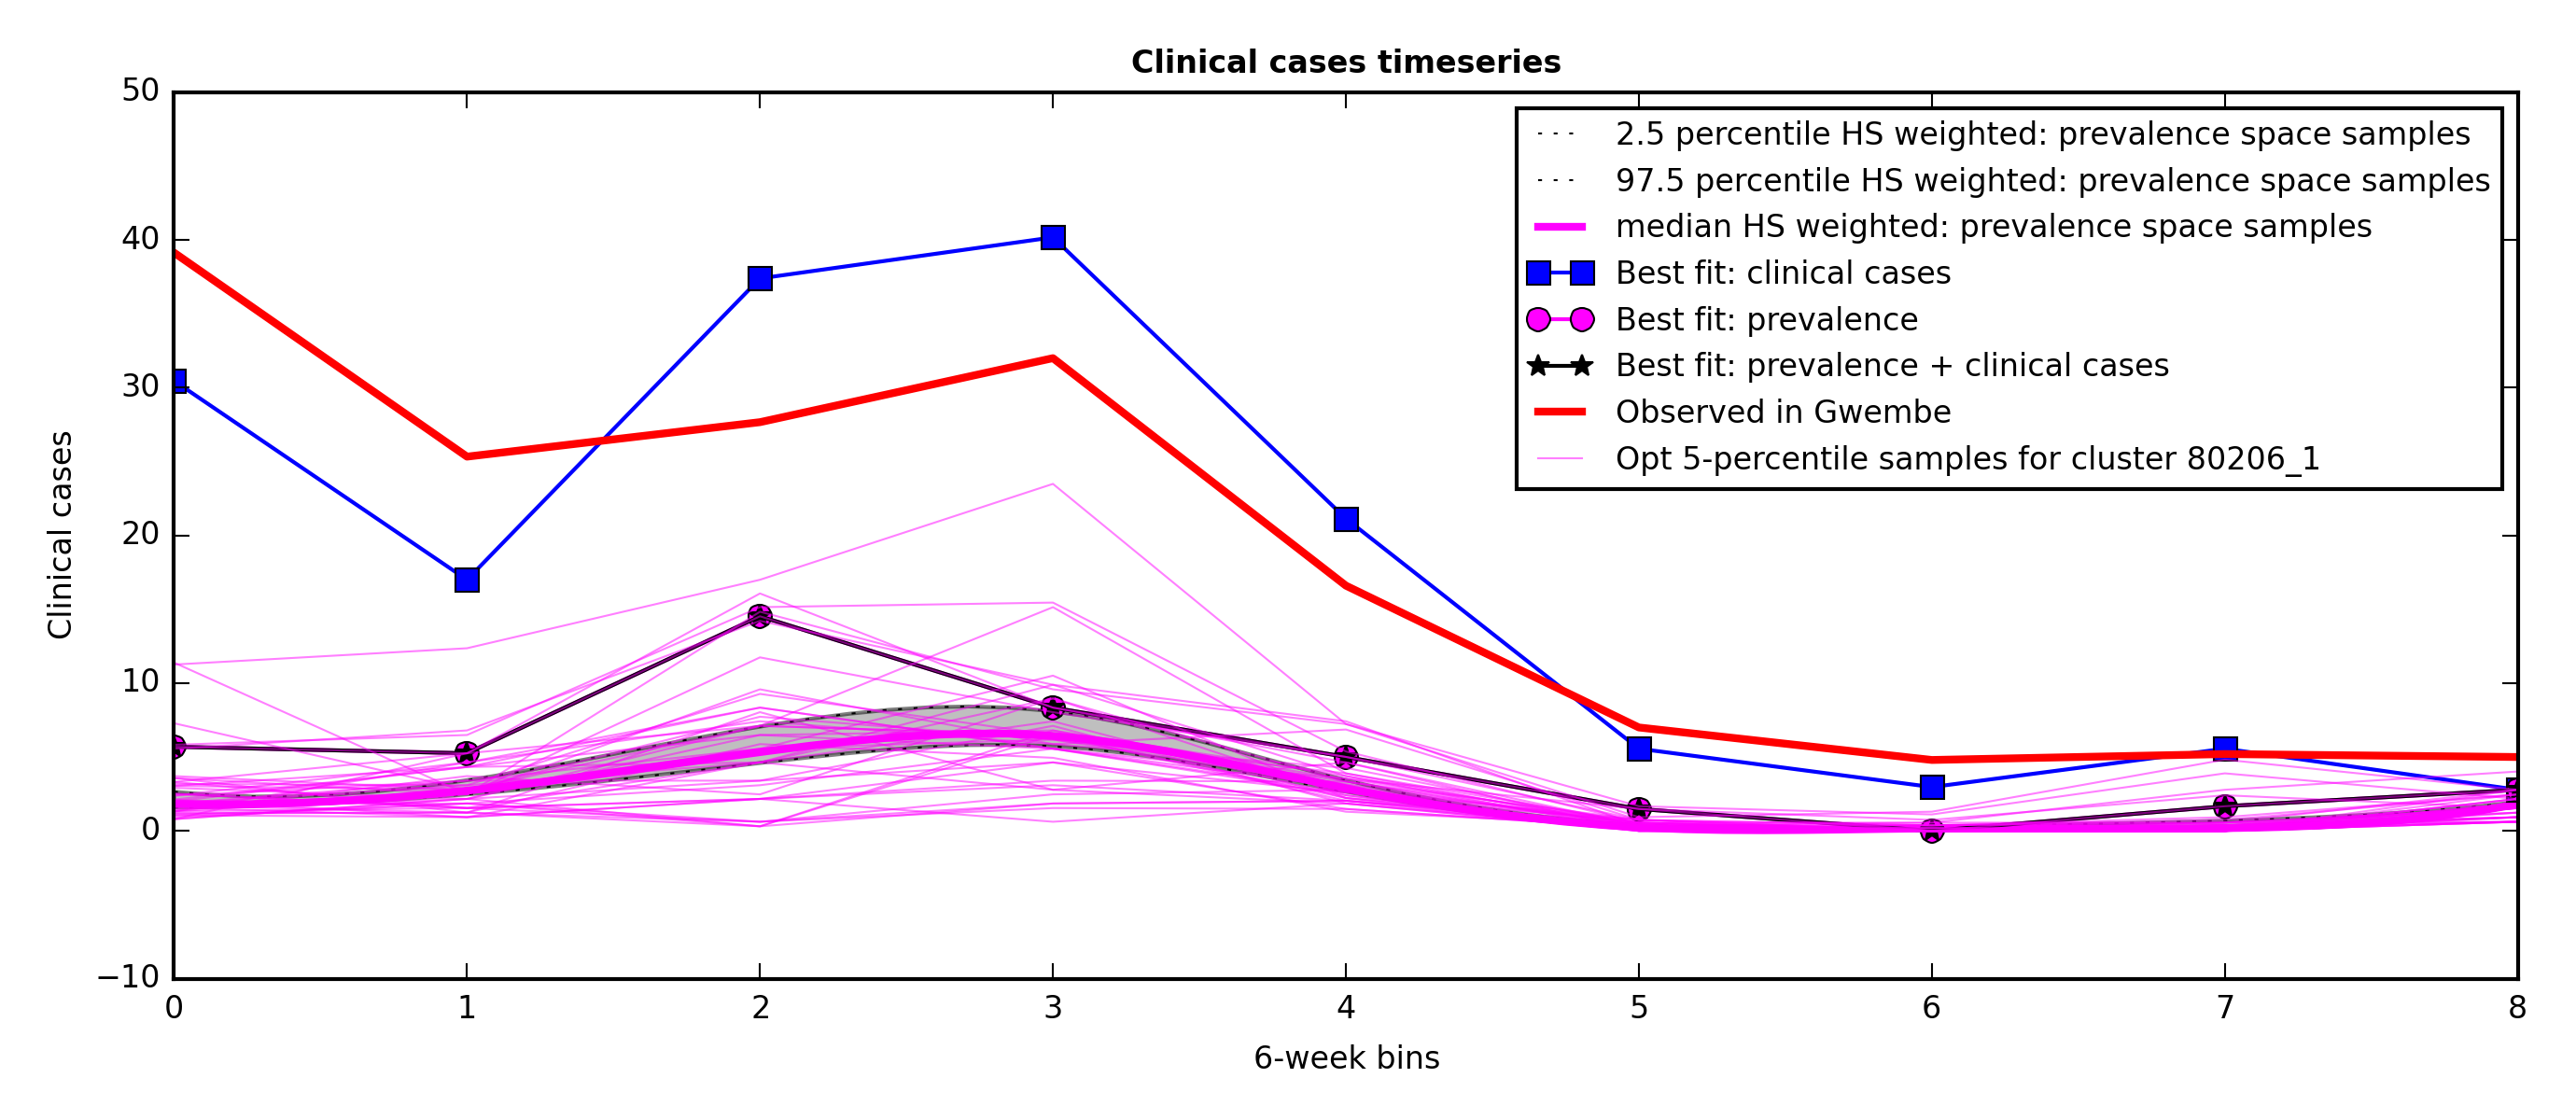 Clinical cases timeseries
50
40
30
20
10
0
−10
Clinical cases
2.5 percentile HS weighted: prevalence space samples
97.5 percentile HS weighted: prevalence space samples
median HS weighted: prevalence space samples
Best fit: clinical cases
Best fit: prevalence
Best fit: prevalence + clinical cases
Observed in Gwembe
Opt 5-percentile samples for cluster 80206_1
0 1 2 3 4 5 6 7 8
6-week bins